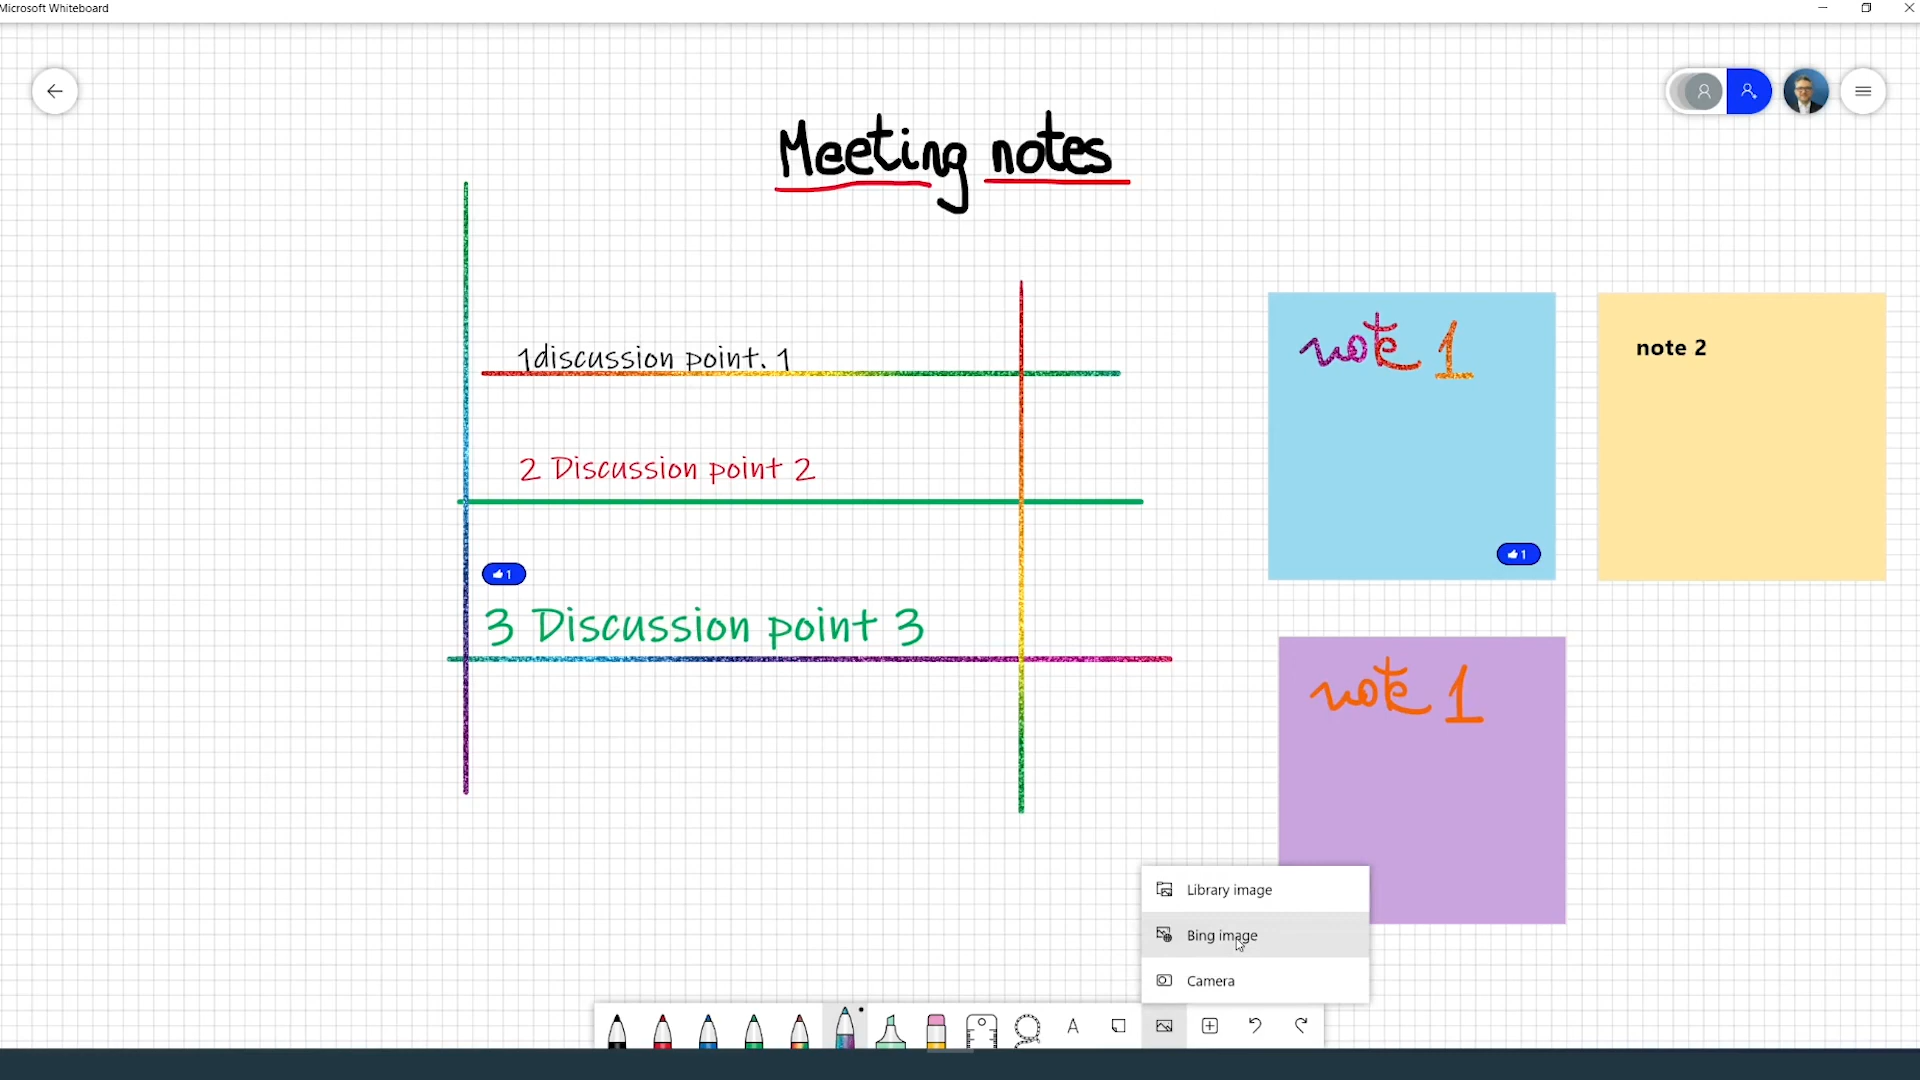 Microsoft Whiteboard
Meeting notes
1discussion point. 1
2 Discussion point 2
1
3 Discussion point 3
note 1
1
note 2
note 1
Library image
Bing image
Camera
A